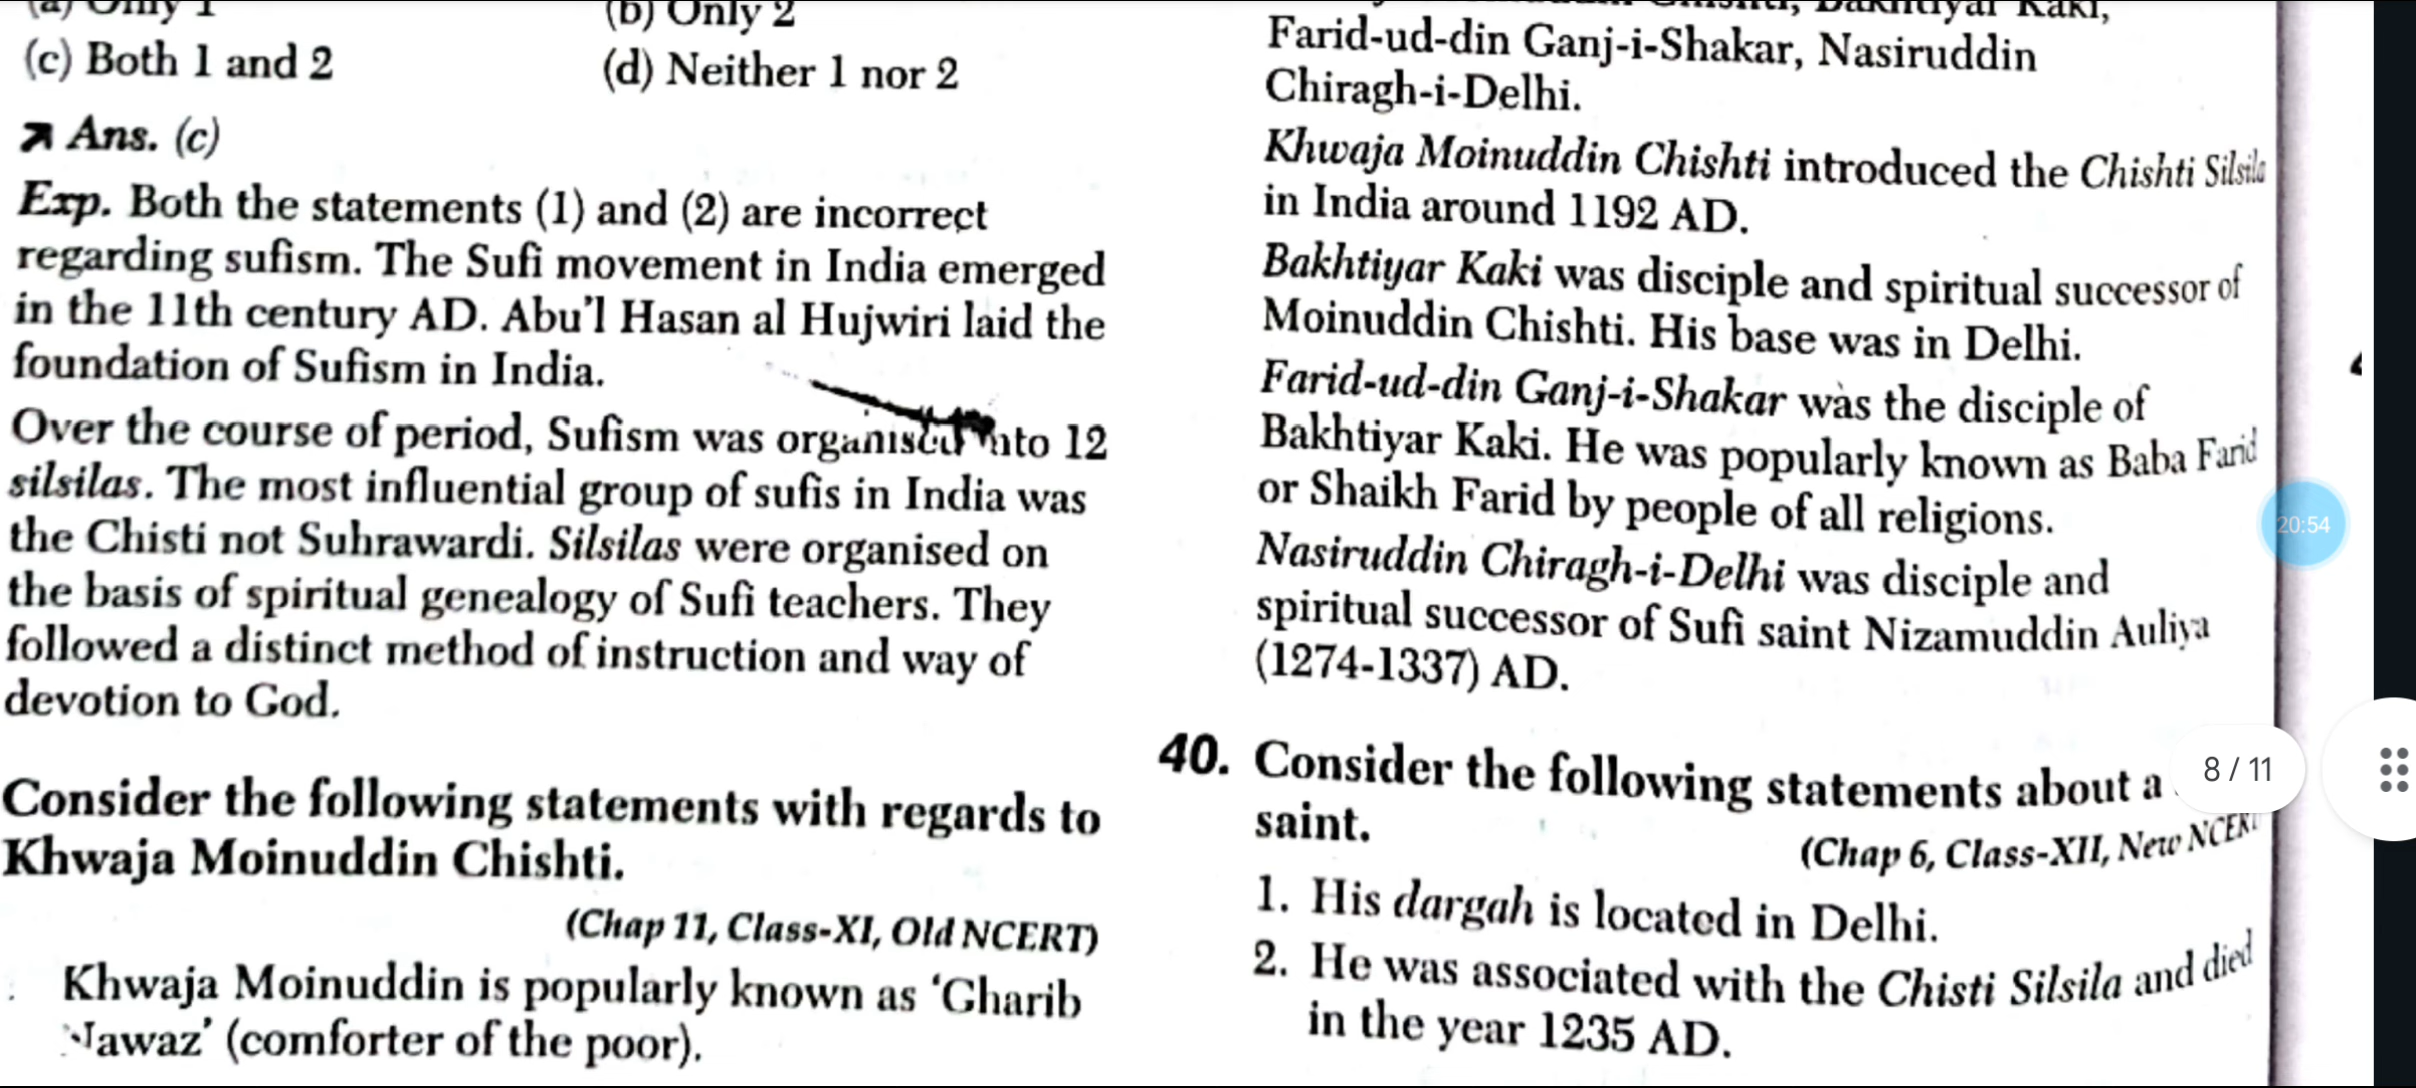 (b) Only 2
(c) Both 1 and 2
(d) Neither 1 nor 2
Ans. (c)
Exp. Both the statements (1) and (2) are incorrect
regarding sufism. The Sufi movement in India emerged
in the 11th century AD. Abu'l Hasan al Hujwiri laid the
foundation of Sufism in India.
Over the course of period, Sufism was organised into 12
silsilas. The most influential group of sufis in India was
the Chisti not Suhrawardi. Silsilas were organised on
the basis of spiritual genealogy of Sufi teachers. They
followed a distinct method of instruction and way of
devotion to God.
Consider the following statements with regards to
Khwaja Moinuddin Chishti.
(Chap 11, Class-XI, Old NCERT)
Khwaja Moinuddin is popularly known as 'Gharib
Nawaz' (comforter of the poor).
Bakhtiyar Kaki,
Farid-ud-din Ganj-i-Shakar, Nasiruddin
Chiragh-i-Delhi.
Khwaja Moinuddin Chishti introduced the Chishti Silsila
in India around 1192 AD.
Bakhtiyar Kaki was disciple and spiritual successor of
Moinuddin Chishti. His base was in Delhi.
Farid-ud-din Ganj-i-Shakar was the disciple of
Bakhtiyar Kaki. He was popularly known as Baba Farid
or Shaikh Farid by people of all religions.
Nasiruddin Chiragh-i-Delhi was disciple and
spiritual successor of Sufi saint Nizamuddin Auliya
(1274-1337) AD.
40. Consider the following statements about a
saint.
(Chap 6, Class-XII, New NCERT
1. His dargah is located in Delhi.
2. He was associated with the Chisti Silsila and died
in the year 1235 AD.
20:54
8 / 11